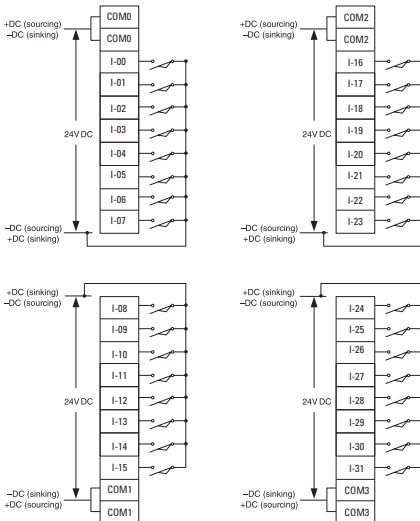 +DC (sourcing)
–DC (sinking)
COM0
COM0
I-00
I-01
I-02
I-03
I-04
I-05
I-06
I-07
24V DC
–DC (sourcing)
+DC (sinking)
+DC (sourcing)
–DC (sinking)
COM2
COM2
I-16
I-17
I-18
I-19
I-20
I-21
I-22
I-23
24V DC
–DC (sourcing)
+DC (sinking)
+DC (sinking)
–DC (sourcing)
I-08
I-09
I-10
I-11
I-12
I-13
I-14
I-15
COM1
COM1
24V DC
–DC (sinking)
+DC (sourcing)
+DC (sinking)
–DC (sourcing)
I-24
I-25
I-26
I-27
I-28
I-29
I-30
I-31
COM3
COM3
24V DC
–DC (sinking)
+DC (sourcing)